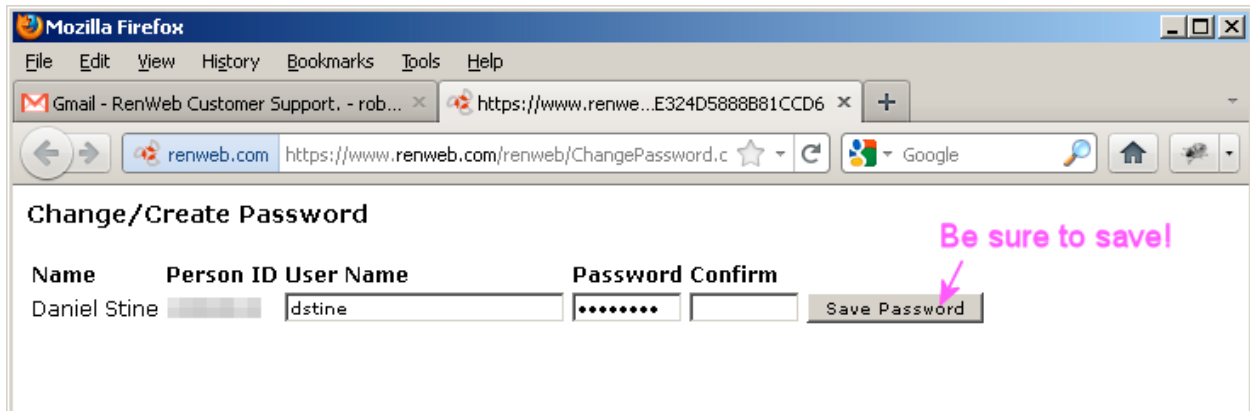 Mozilla Firefox
File Edit View History Bookmarks Tools Help
Gmail - RenWeb Customer Support. - rob... https://www.renwe...E324D5888B81CCD6
renweb.com https://www.renweb.com/renweb/ChangePassword.c Google
Change/Create Password
Be sure to save!
Name Person ID User Name Password Confirm
Daniel Stine dstine •••••••• Save Password